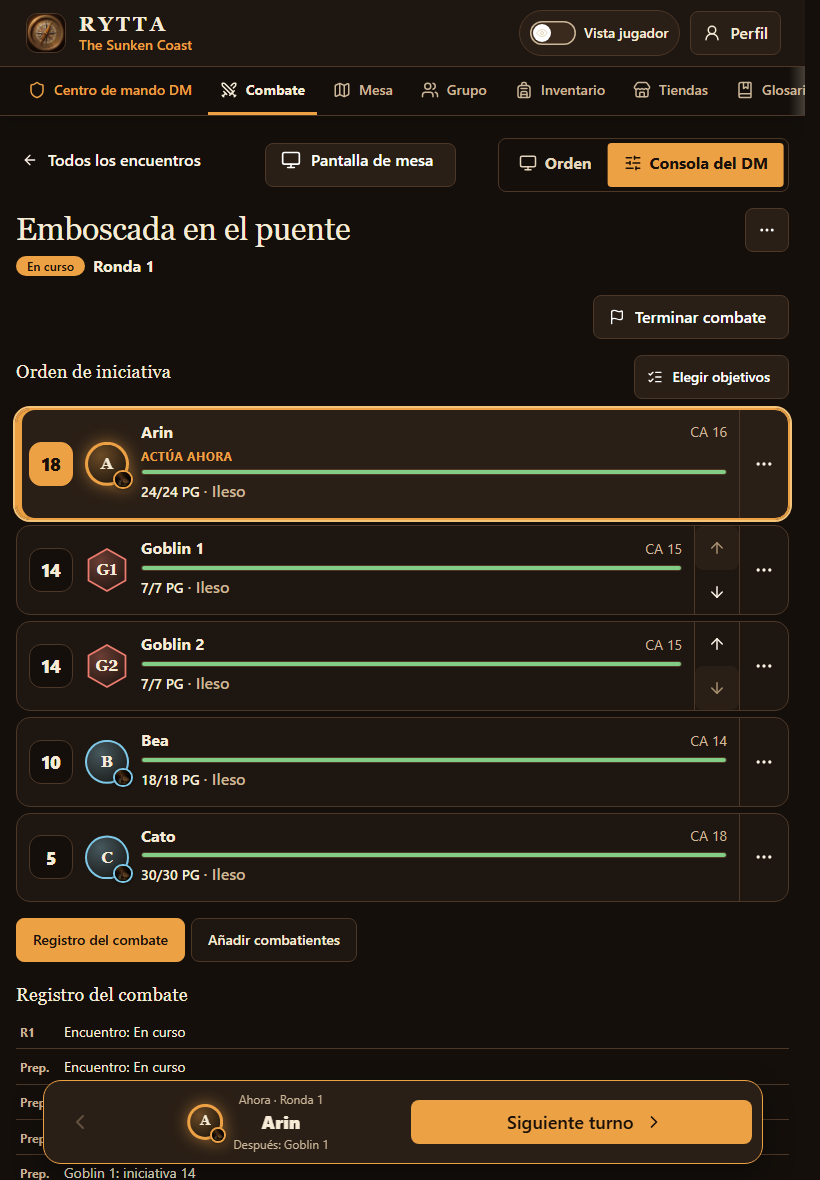 RYTTA
The Sunken Coast
Vista jugador
Perfil
Centro de mando DM
Combate
Mesa
Grupo
Inventario
Tiendas
Glosari
Todos los encuentros
Pantalla de mesa
Orden
Consola del DM
Emboscada en el puente
En curso
Ronda 1
Terminar combate
Orden de iniciativa
Elegir objetivos
18
A
Arin
CA 16
ACTÚA AHORA
24/24 PG · Ileso
14
G1
Goblin 1
CA 15
7/7 PG · Ileso
14
G2
Goblin 2
CA 15
7/7 PG · Ileso
10
B
Bea
CA 14
18/18 PG · Ileso
5
C
Cato
CA 18
30/30 PG · Ileso
Registro del combate
Añadir combatientes
Registro del combate
R1 Encuentro: En curso
Prep. Encuentro: En curso
Prep
Prep
Prep. Goblin 1: iniciativa 14
A
Ahora · Ronda 1
Arin
Después: Goblin 1
Siguiente turno